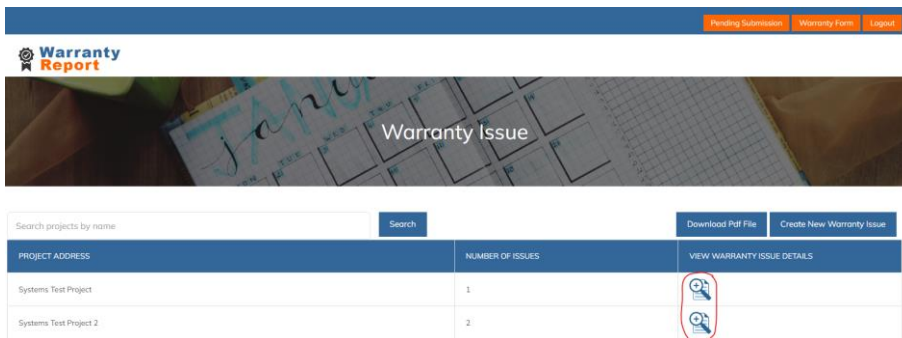 Pending Submission Warranty Form Logout
Warranty
Report
janu
Warranty Issue
Search projects by name Search Download Pdf File Create New Warranty Issue
PROJECT ADDRESS NUMBER OF ISSUES VIEW WARRANTY ISSUE DETAILS
Systems Test Project 1
Systems Test Project 2 2